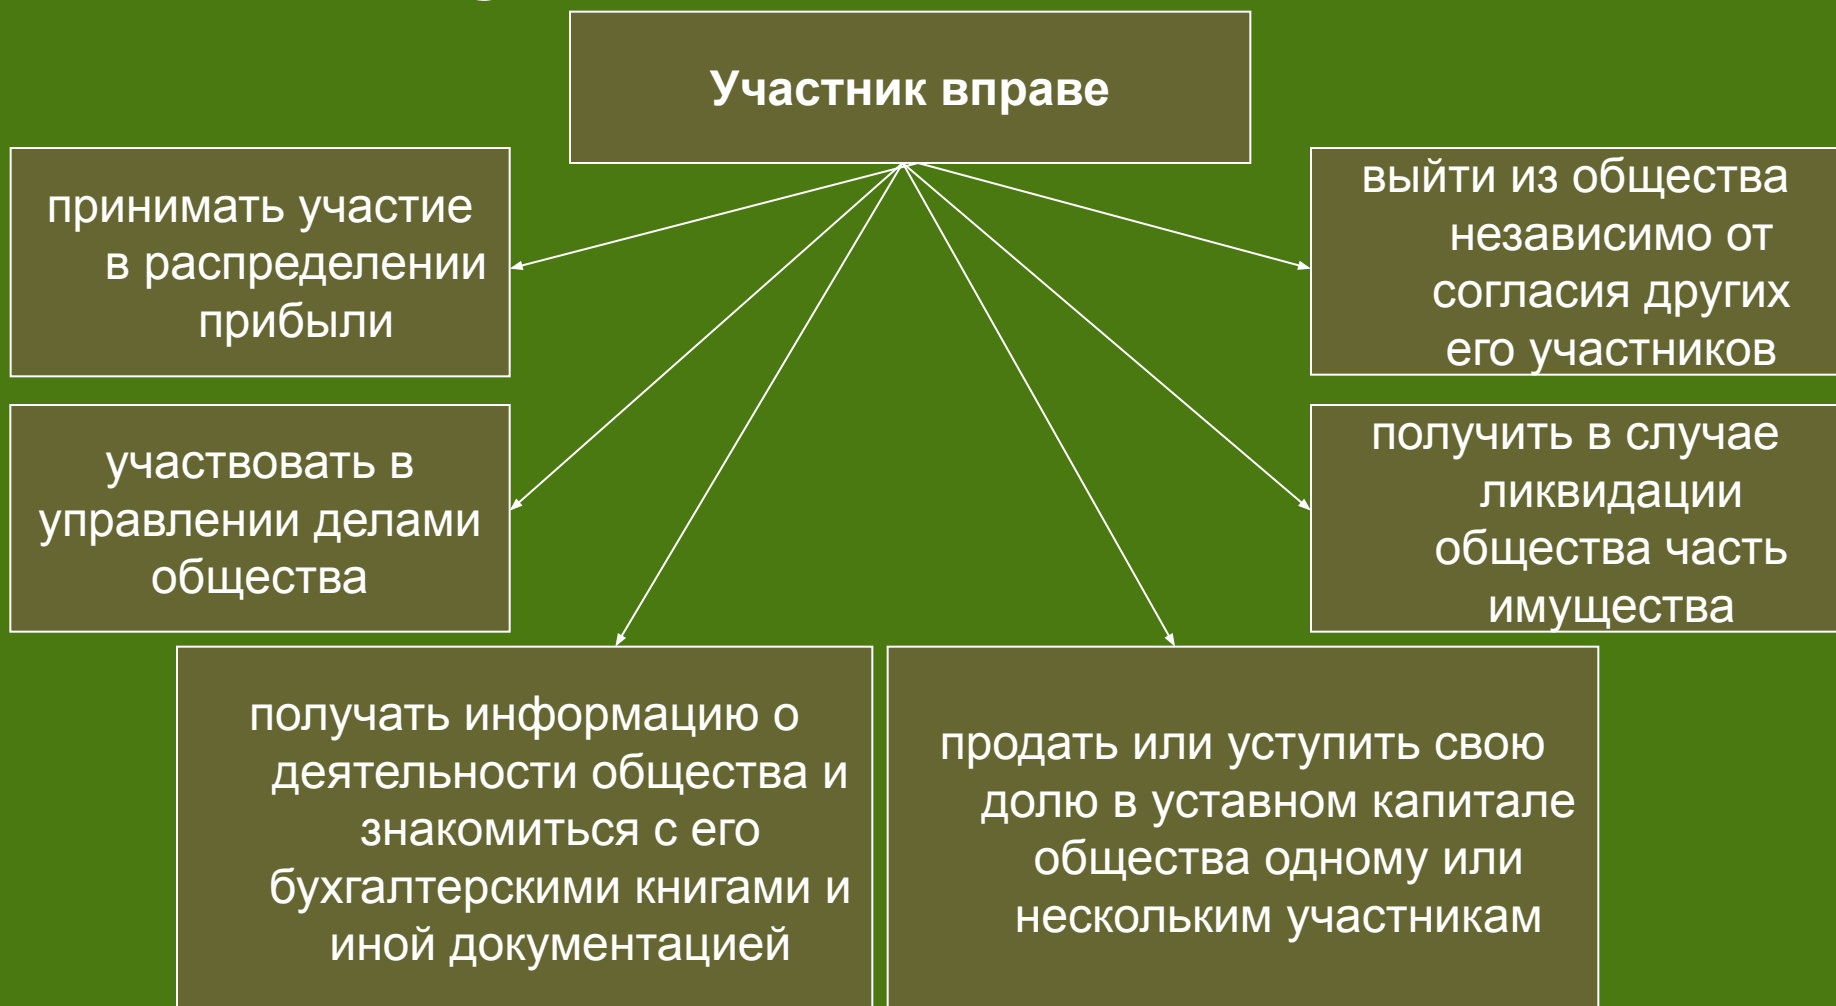 Участник вправе
принимать участие
в распределении
прибыли
выйти из общества
независимо от
согласия других
его участников
участвовать в
управлении делами
общества
получить в случае
ликвидации
общества часть
имущества
получать информацию о
деятельности общества и
знакомиться с его
бухгалтерскими книгами и
иной документацией
продать или уступить свою
долю в уставном капитале
общества одному или
нескольким участникам